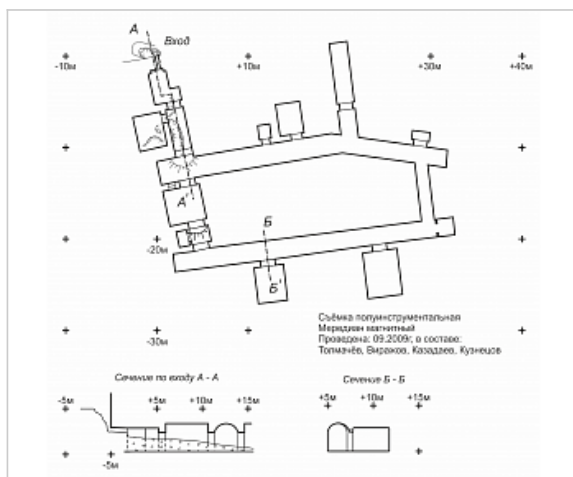 А
Вход
-10м
+10м
+30м
+40м
А'
Б
-20м
Б'
Съёмка полуинструментальная
Меридиан магнитный
Проведена: 09.2009г, в составе:
Толмачёв, Виражов, Казадаев, Кузнецов
-30м
Сечение по входу А - А
Сечение Б - Б
-5м
+5м
+10м
+15м
+5м
+10м
+15м
-5м